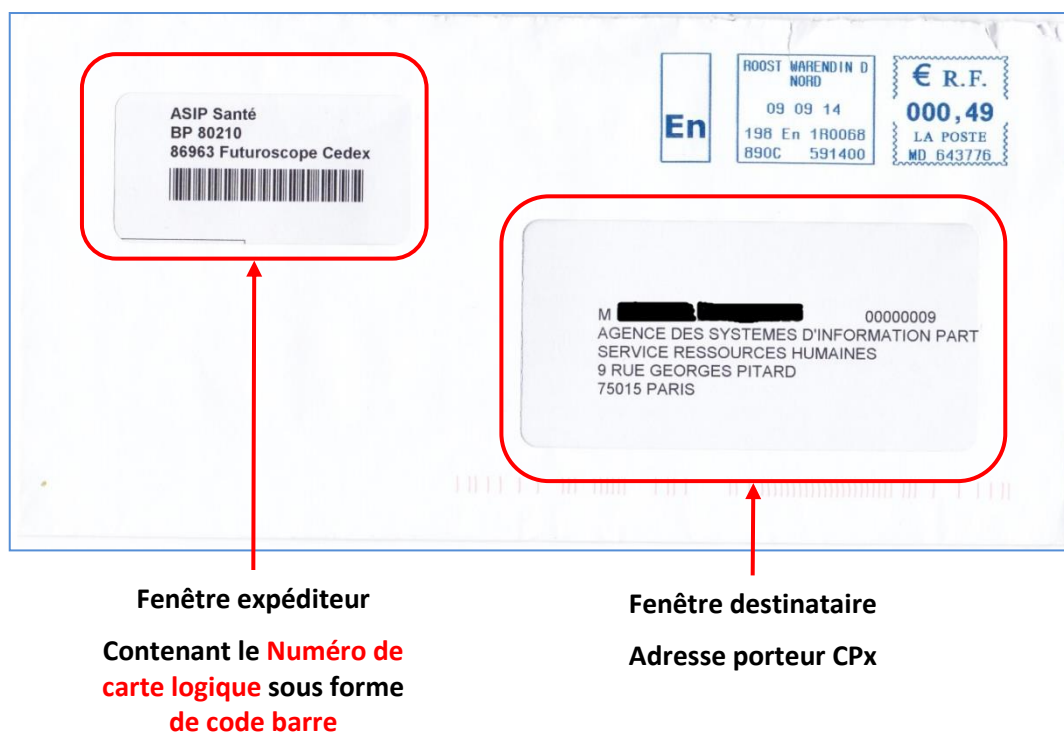 ASIP Santé
BP 80210
86963 Futuroscope Cedex
En
ROOST WARENDIN D
NORD
09 09 14
198 En 1R0068
890C 591400
€ R.F.
000,49
LA POSTE
MD 643776
M 00000009
AGENCE DES SYSTEMES D'INFORMATION PART
SERVICE RESSOURCES HUMAINES
9 RUE GEORGES PITARD
75015 PARIS
Fenêtre expéditeur
Contenant le Numéro de
carte logique sous forme
de code barre
Fenêtre destinataire
Adresse porteur CPx